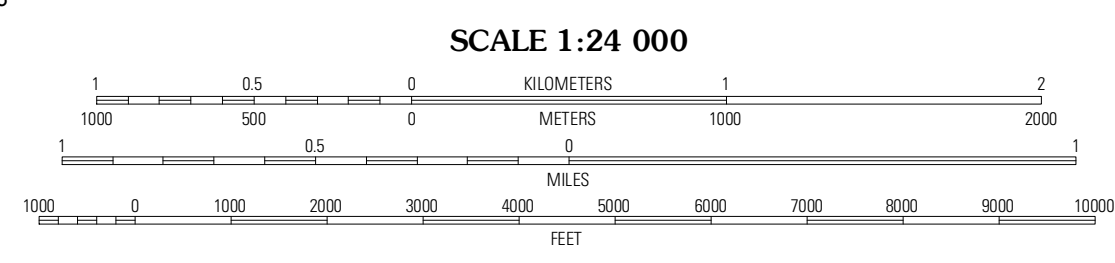 SCALE 1:24 000
1 0.5 0 KILOMETERS 1 2
1000 500 0 METERS 1000 2000
1 0.5 0 1
MILES
1000 0 1000 2000 3000 4000 5000 6000 7000 8000 9000 10000
FEET